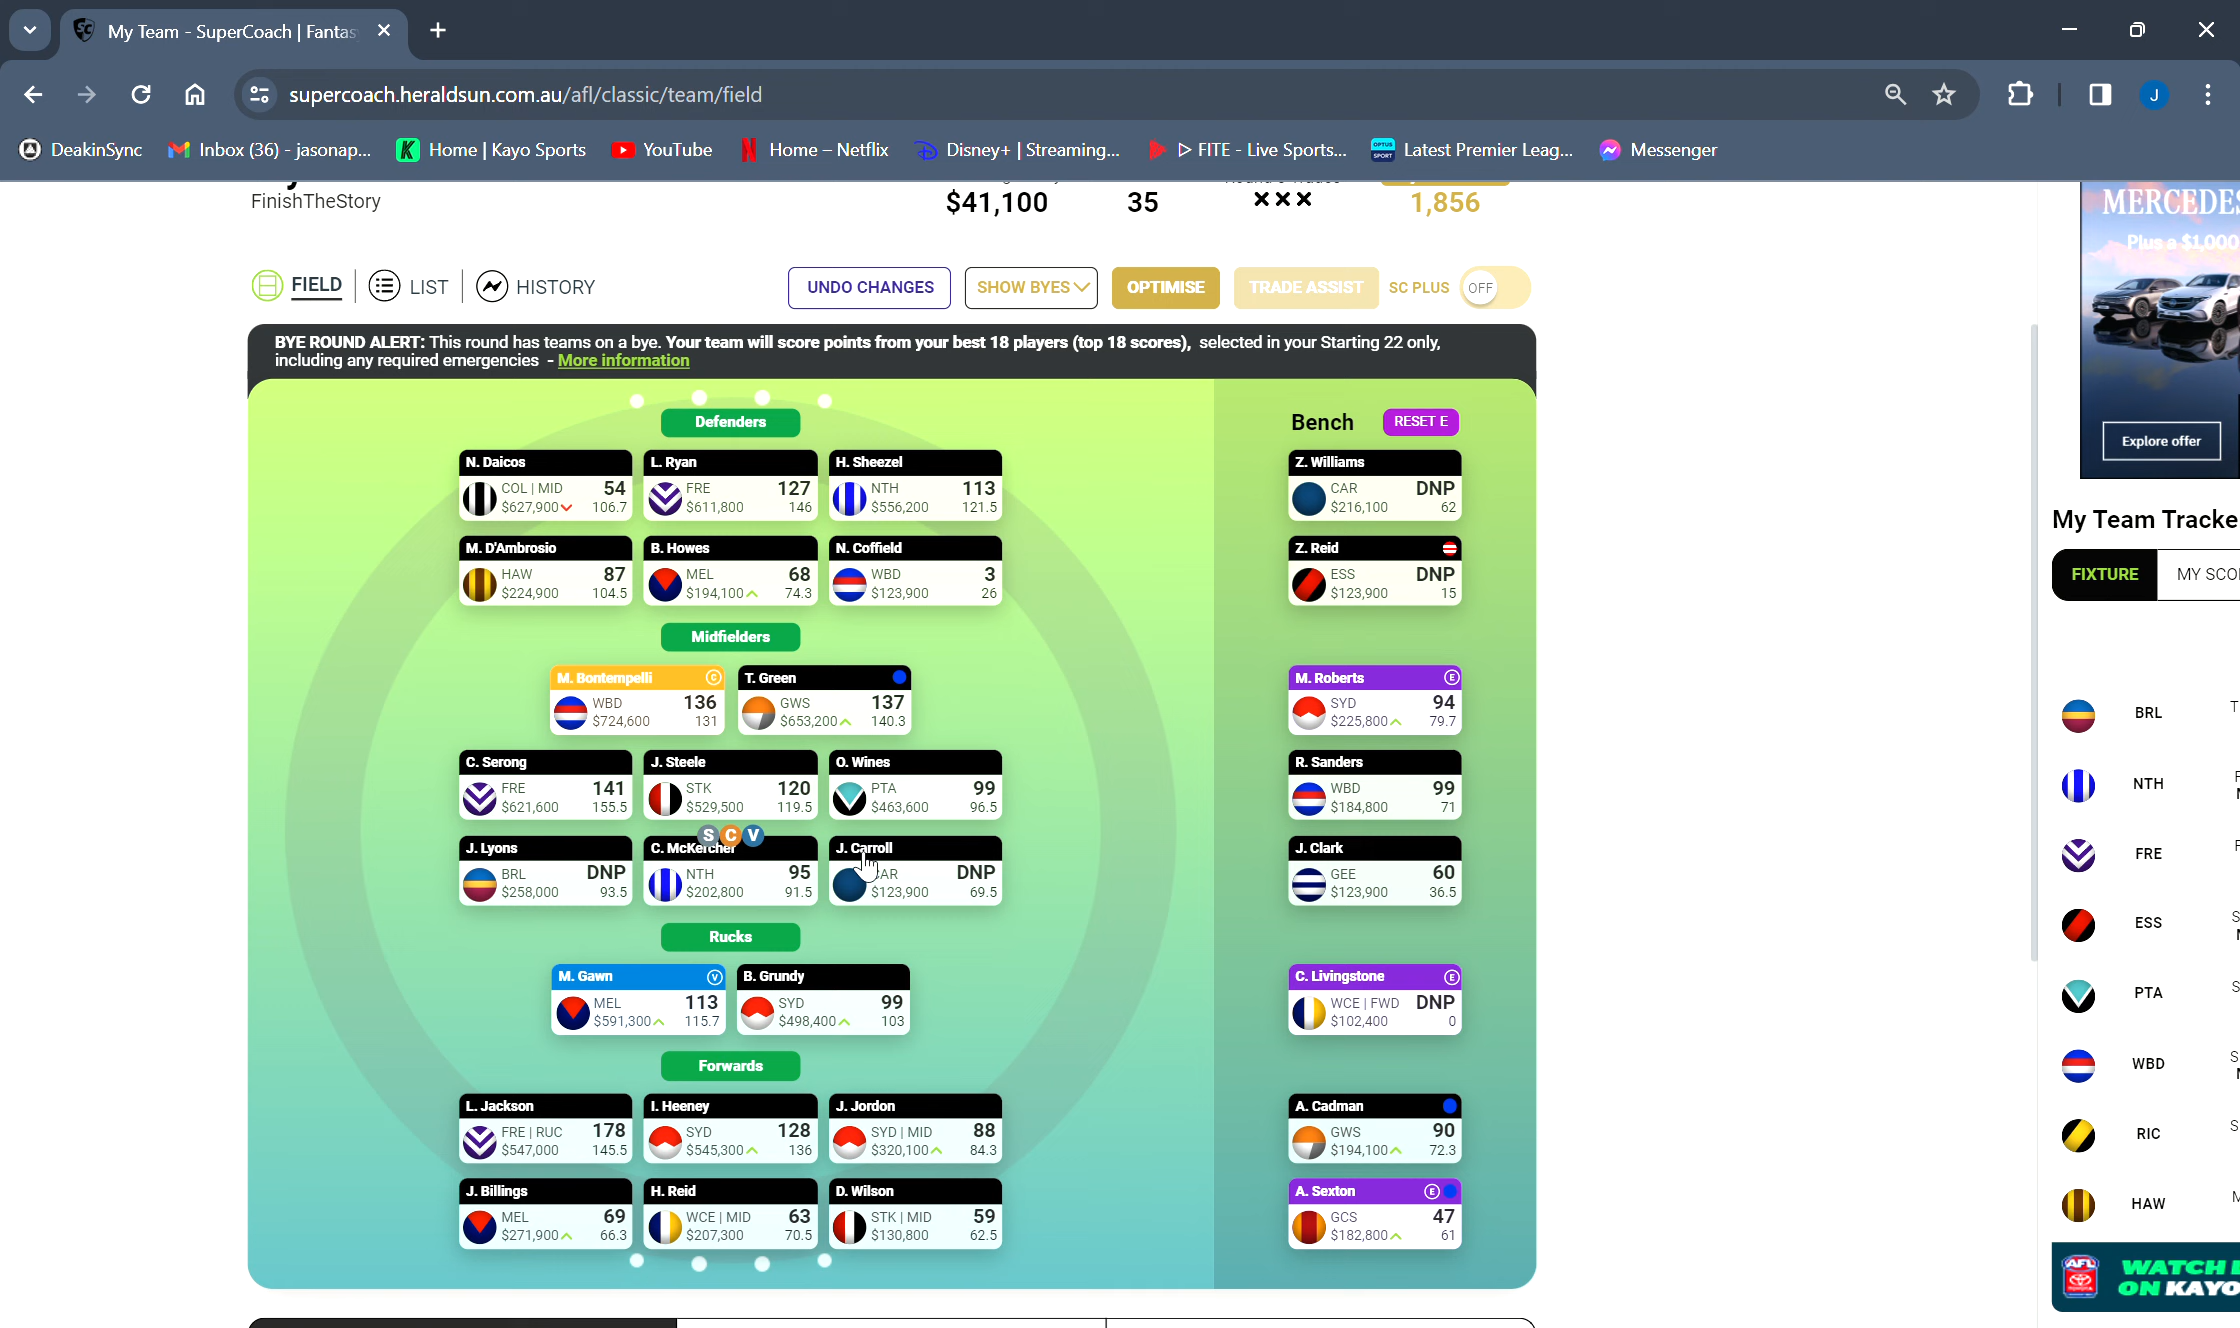 My Team - SuperCoach | Fantas
supercoach.heraldsun.com.au/afl/classic/team/field
J
DeakinSync
Inbox (36) - jasonap...
Home | Kayo Sports
YouTube
Home – Netflix
Disney+ | Streaming...
FITE - Live Sports...
Latest Premier Leag...
Messenger
FinishTheStory
$41,100
35
1,856
FIELD
LIST
HISTORY
UNDO CHANGES
SHOW BYES
OPTIMISE
TRADE ASSIST
SC PLUS
OFF
BYE ROUND ALERT: This round has teams on a bye. Your team will score points from your best 18 players (top 18 scores), selected in your Starting 22 only,
including any required emergencies - More information
Defenders
Bench
RESET E
N. Daicos
COL | MID 54
$627,900 106.7
L. Ryan
FRE 127
$611,800 146
H. Sheezel
NTH 113
$556,200 121.5
Z. Williams
CAR DNP
$216,100 62
M. D'Ambrosio
HAW 87
$224,900 104.5
B. Howes
MEL 68
$194,100 74.3
N. Coffield
WBD 3
$123,900 26
Z. Reid
ESS DNP
$123,900 15
Midfielders
M. Bontempelli C
WBD 136
$724,600 131
T. Green
GWS 137
$653,200 140.3
M. Roberts E
SYD 94
$225,800 79.7
C. Serong
FRE 141
$621,600 155.5
J. Steele
STK 120
$529,500 119.5
O. Wines
PTA 99
$463,600 96.5
R. Sanders
WBD 99
$184,800 71
S C V
J. Lyons
BRL DNP
$258,000 93.5
C. McKercher
NTH 95
$202,800 91.5
J. Carroll
AR DNP
$123,900 69.5
J. Clark
GEE 60
$123,900 36.5
Rucks
M. Gawn V
MEL 113
$591,300 115.7
B. Grundy
SYD 99
$498,400 103
C. Livingstone E
WCE | FWD DNP
$102,400 0
Forwards
L. Jackson
FRE | RUC 178
$547,000 145.5
I. Heeney
SYD 128
$545,300 136
J. Jordon
SYD | MID 88
$320,100 84.3
A. Cadman
GWS 90
$194,100 72.3
J. Billings
MEL 69
$271,900 66.3
H. Reid
WCE | MID 63
$207,300 70.5
D. Wilson
STK | MID 59
$130,800 62.5
A. Sexton E
GCS 47
$182,800 61
MERCEDES
Plus a $1,000
Explore offer
My Team Tracke
FIXTURE
MY SCO
BRL
NTH
FRE
ESS
PTA
WBD
RIC
HAW
AFL
WATCH
ON KAYO